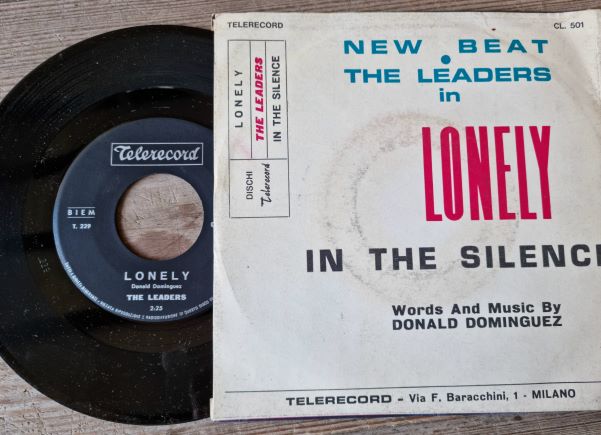 Telerecord
BIEM
T. 229
LONELY
Donald Dominguez
THE LEADERS
2:25
TELERECORD
CL. 501
LONELY
THE LEADERS
IN THE SILENCE
DISCHI Telerecord
NEW BEAT
THE LEADERS
in
LONELY
IN THE SILENC
Words And Music By
DONALD DOMINGUEZ
TELERECORD - Via F. Baracchini, 1 - MILANO